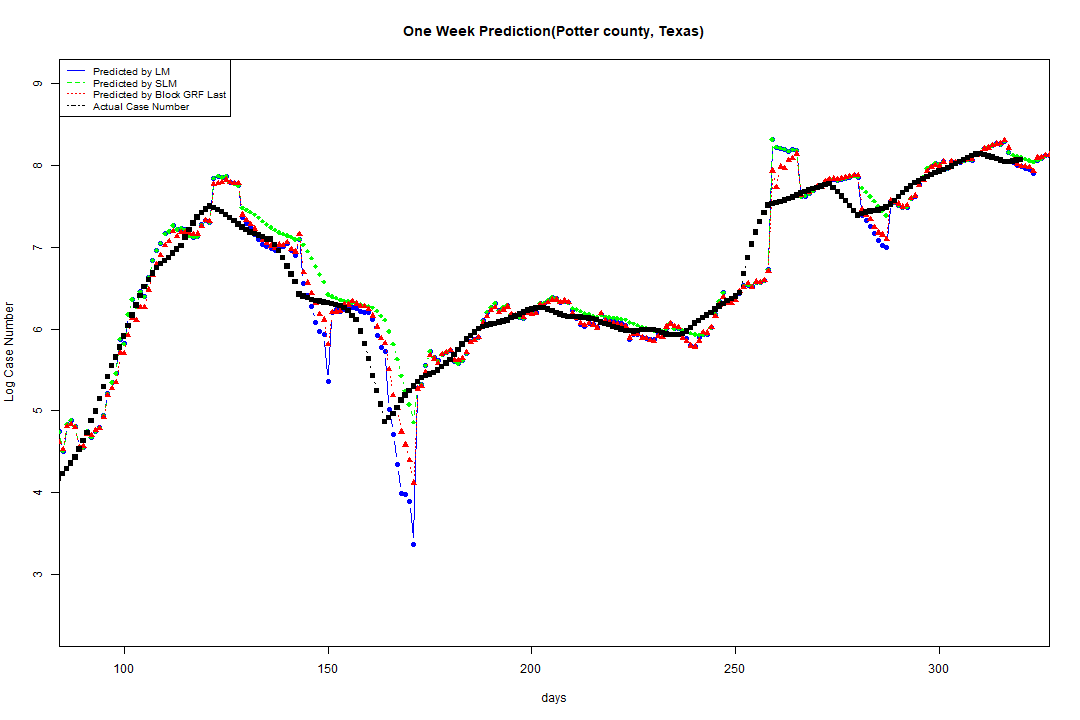 One Week Prediction(Potter county, Texas)
Predicted by LM
Predicted by SLM
Predicted by Block GRF Last
Actual Case Number
9
8
7
6
5
4
3
Log Case Number
100 150 200 250 300
days